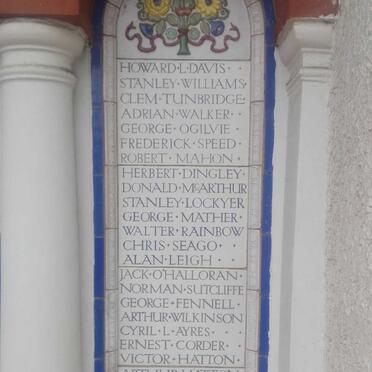 HOWARD·L·DAVIS··
STANLEY·WILLIAMS
CLEM·TUNBRIDGE·
ADRIAN·WALKER··
GEORGE·OGILVIE·
FREDERICK·SPEED·
ROBERT·MAHON·
HERBERT·DINGLEY·
DONALD·McARTHUR
STANLEY·LOCKYER
GEORGE·MATHER·
WALTER·RAINBOW
CHRIS·SEAGO··
ALAN·LEIGH··
JACK·O'HALLORAN·
NORMAN·SUTCLIFFE
GEORGE·FENNELL·
ARTHUR·WILKINSON
CYRIL·L·AYRES··
ERNEST·CORDER·
VICTOR·HATTON·